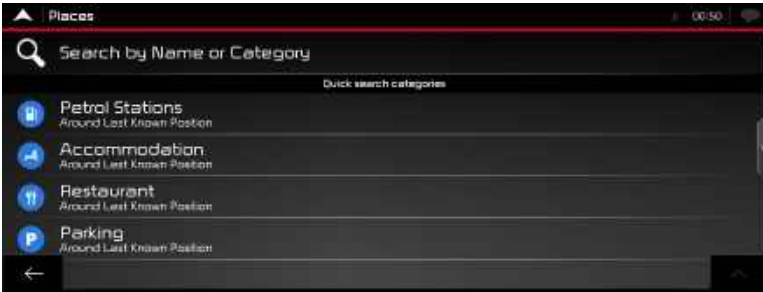 Places
00:50
Search by Name or Category
Quick search categories
Petrol Stations
Around Last Known Position
Accommodation
Around Last Known Position
Restaurant
Around Last Known Position
P
Parking
Around Last Known Position